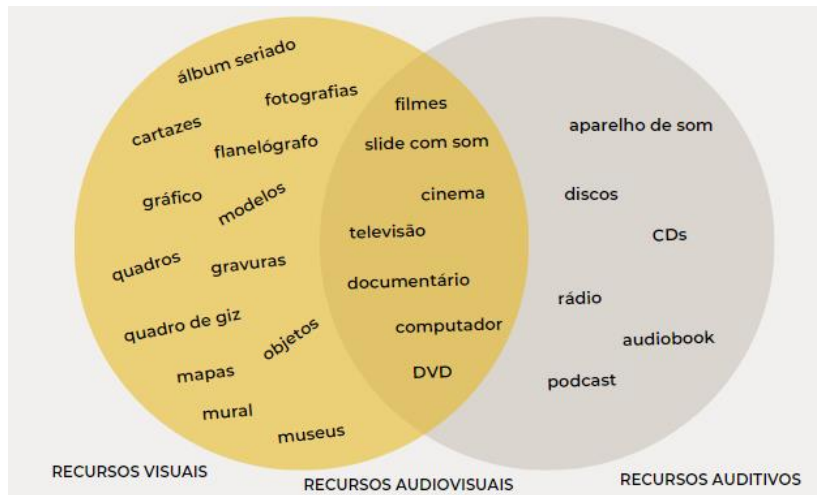 álbum seriado
fotografias
cartazes
flanelógrafo
gráfico
modelos
quadros
gravuras
quadro de giz
objetos
mapas
mural
museus
filmes
slide com som
cinema
televisão
documentário
computador
DVD
aparelho de som
discos
CDs
rádio
audiobook
podcast
RECURSOS VISUAIS
RECURSOS AUDIOVISUAIS
RECURSOS AUDITIVOS